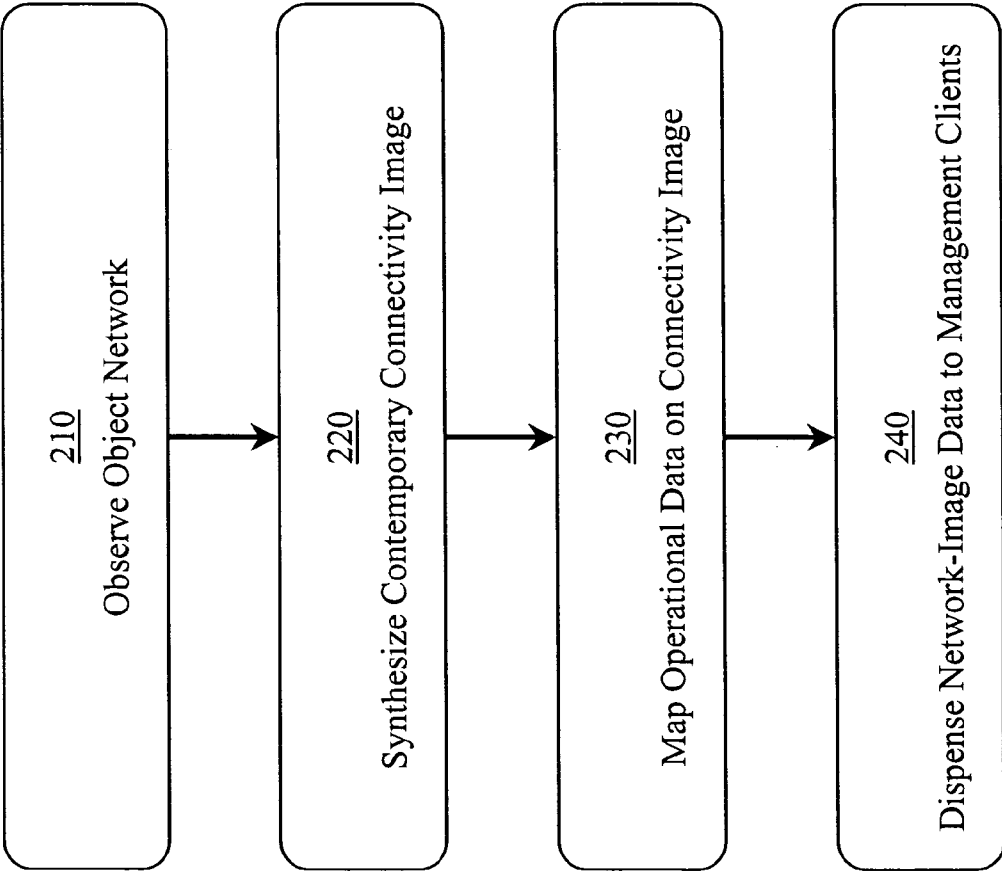 210
Observe Object Network
220
Synthesize Contemporary Connectivity Image
230
Map Operational Data on Connectivity Image
240
Dispense Network-Image Data to Management Clients